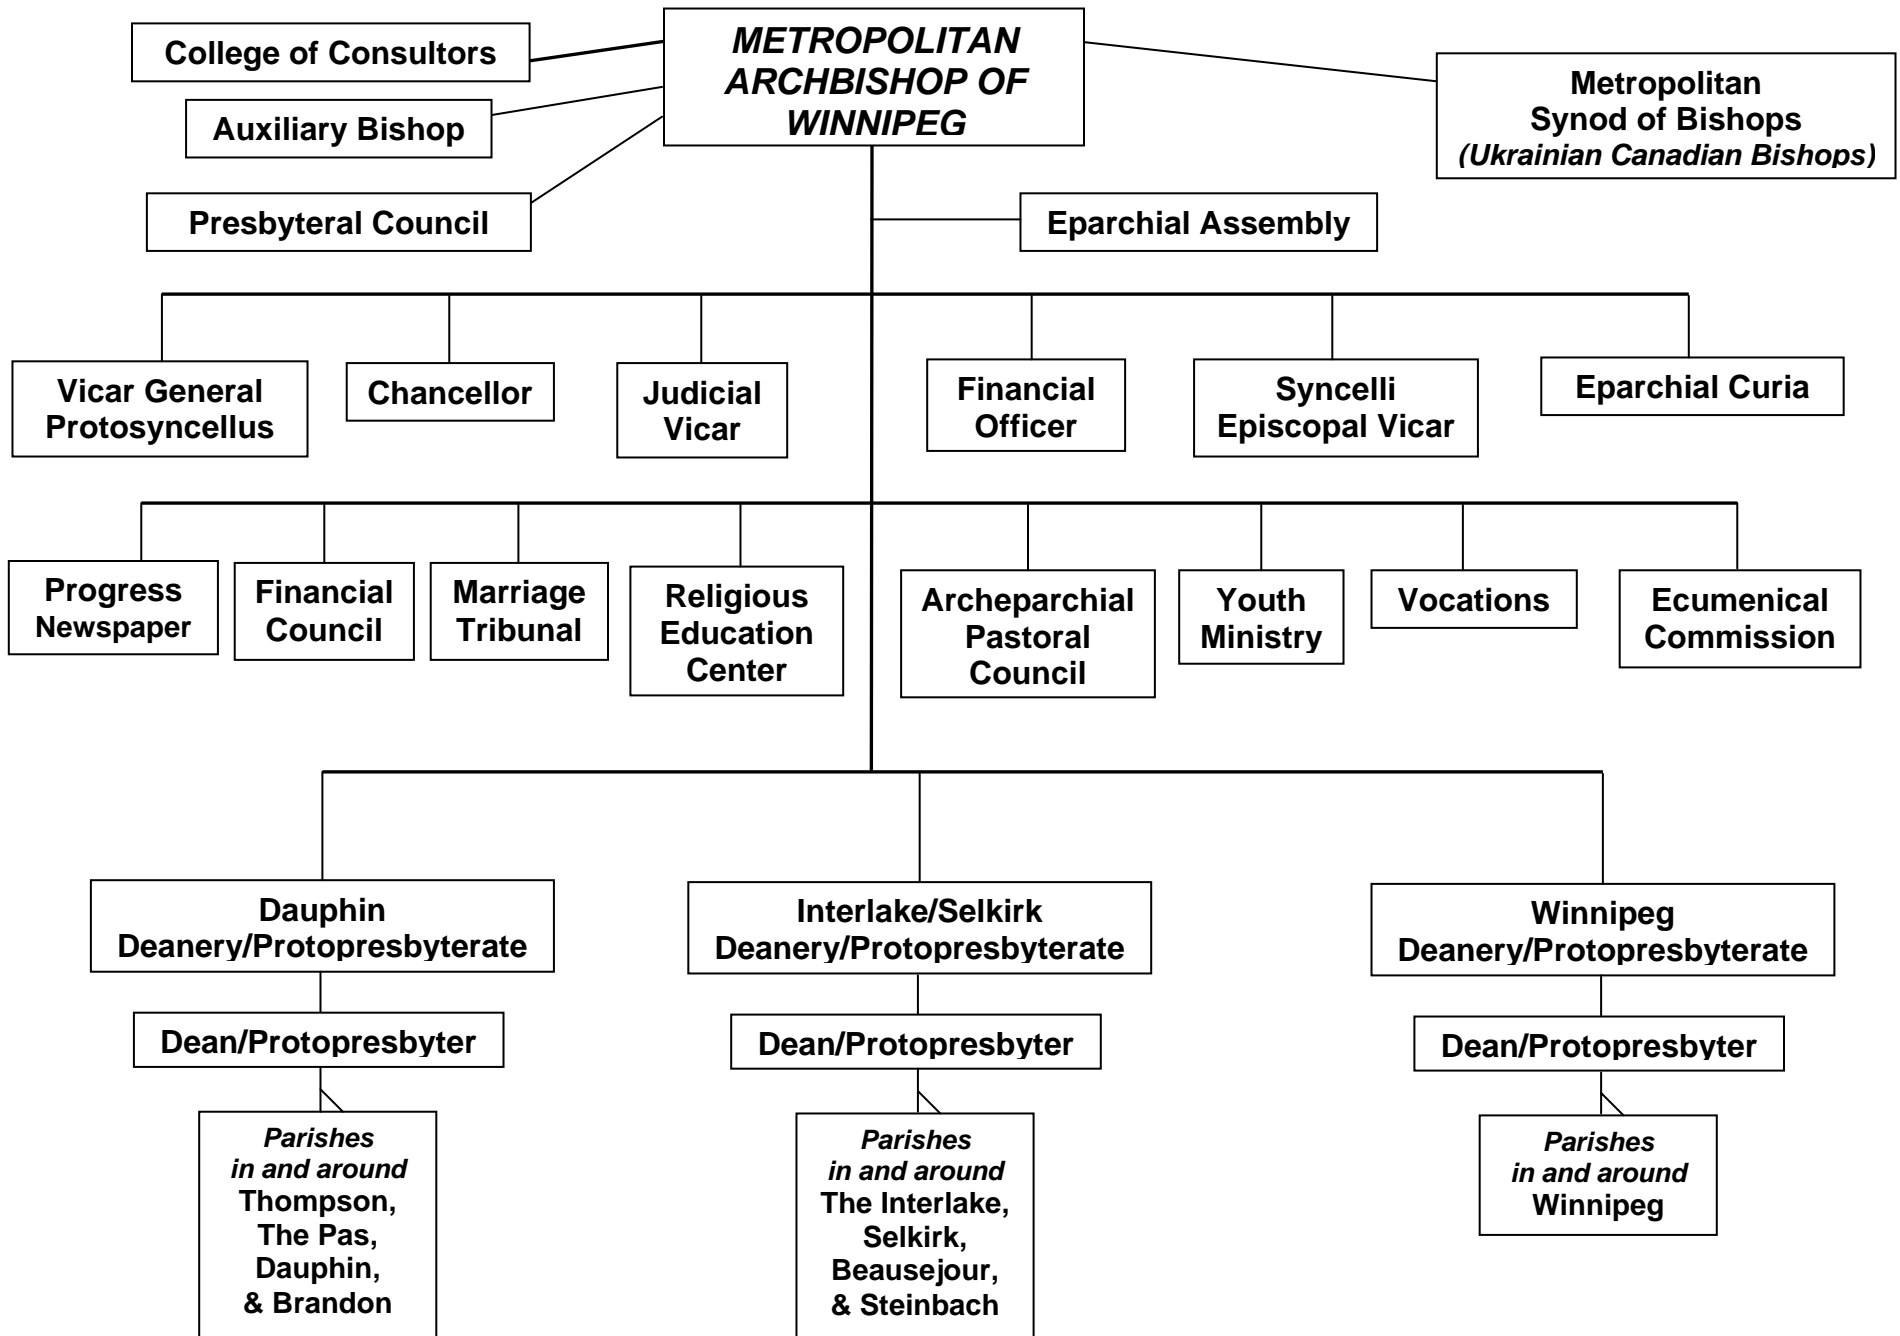 College of Consultors
METROPOLITAN
ARCHBISHOP OF
WINNIPEG
Metropolitan
Synod of Bishops
(Ukrainian Canadian Bishops)
Auxiliary Bishop
Presbyteral Council
Eparchial Assembly
Vicar General
Protosyncellus
Chancellor
Judicial
Vicar
Financial
Officer
Syncelli
Episcopal Vicar
Eparchial Curia
Progress
Newspaper
Financial
Council
Marriage
Tribunal
Religious
Education
Center
Archeparchial
Pastoral
Council
Youth
Ministry
Vocations
Ecumenical
Commission
Dauphin
Deanery/Protopresbyterate
Interlake/Selkirk
Deanery/Protopresbyterate
Winnipeg
Deanery/Protopresbyterate
Dean/Protopresbyter
Dean/Protopresbyter
Dean/Protopresbyter
Parishes
in and around
Thompson,
The Pas,
Dauphin,
& Brandon
Parishes
in and around
The Interlake,
Selkirk,
Beausejour,
& Steinbach
Parishes
in and around
Winnipeg